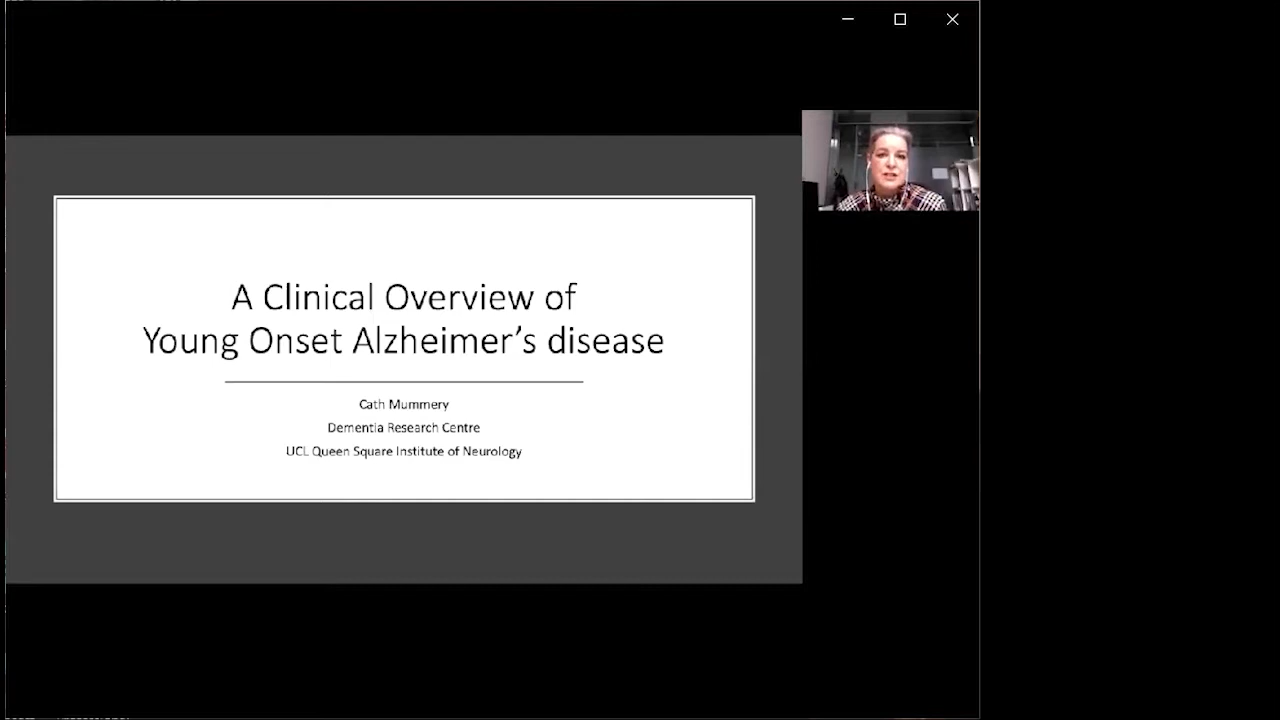 A Clinical Overview of
Young Onset Alzheimer’s disease
Cath Mummery
Dementia Research Centre
UCL Queen Square Institute of Neurology